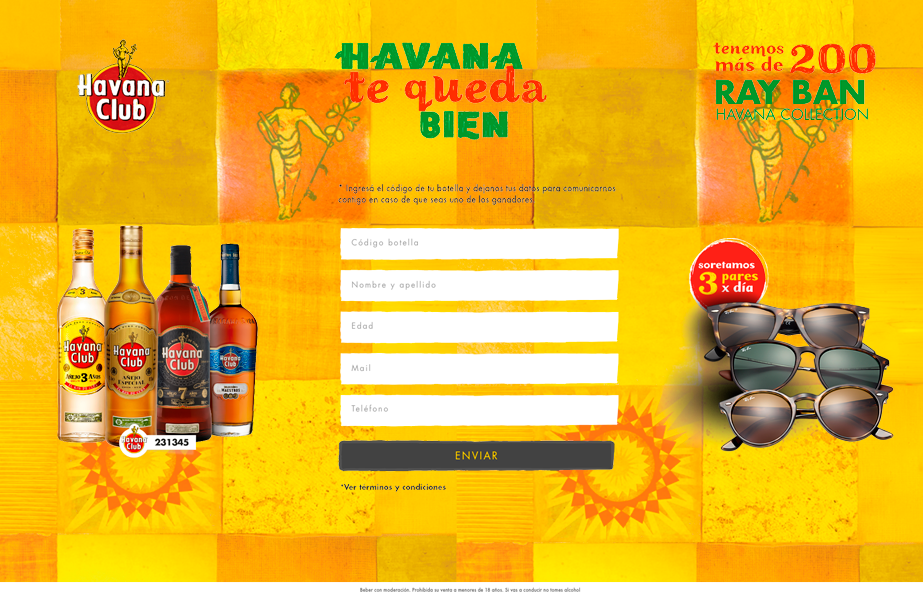 Havana
Club
HAVANA
te queda
BIEN
tenemos
más de 200
RAY BAN
HAVANA COLLECTION
* Ingresá el código de tu botella y dejanos tus datos para comunicarnos
contigo en caso de que seas uno de los ganadores
Código botella
Nombre y apellido
Edad
Mail
Teléfono
ENVIAR
*Ver términos y condiciones
Havana
Club
AÑEJO 3 AÑOS
Havana
Club
AÑEJO
ESPECIAL
Havana
Club
7
Havana
Club
MAESTROS
Havana
Club
231345
soretamos
3 pares
x día
Beber con moderación. Prohibida su venta a menores de 18 años. Si vas a conducir no tomes alcohol